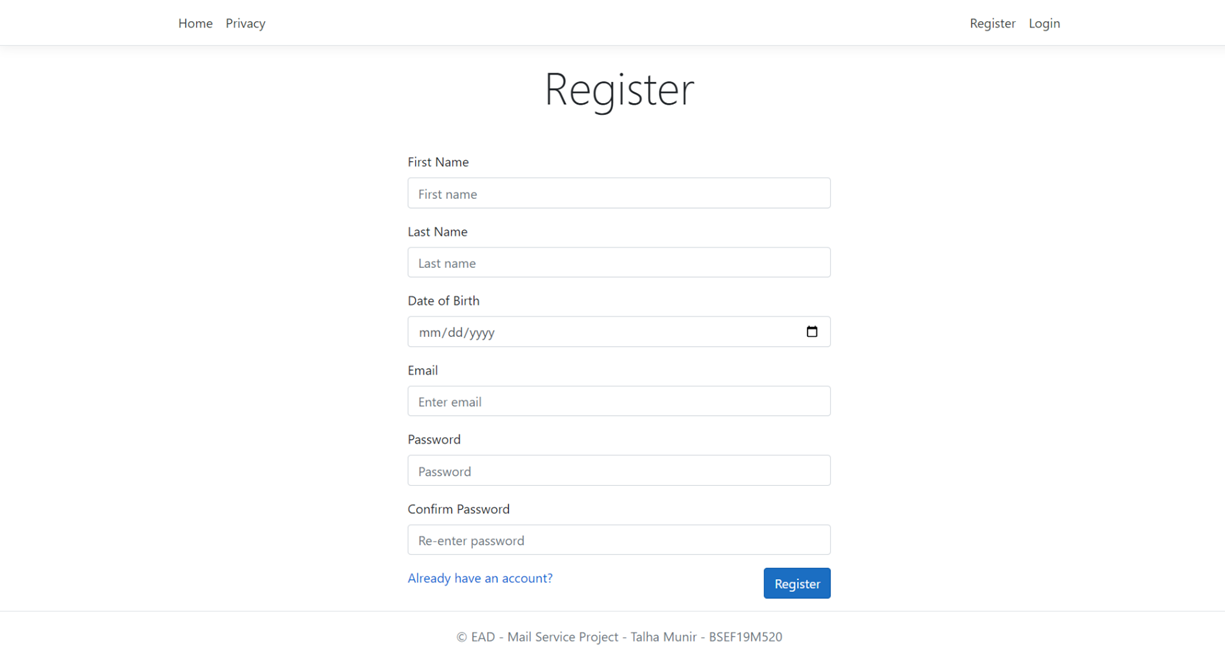 Home Privacy Register Login
Register
First Name
First name
Last Name
Last name
Date of Birth
mm/dd/yyyy
Email
Enter email
Password
Password
Confirm Password
Re-enter password
Already have an account? Register
© EAD - Mail Service Project - Talha Munir - BSEF19M520